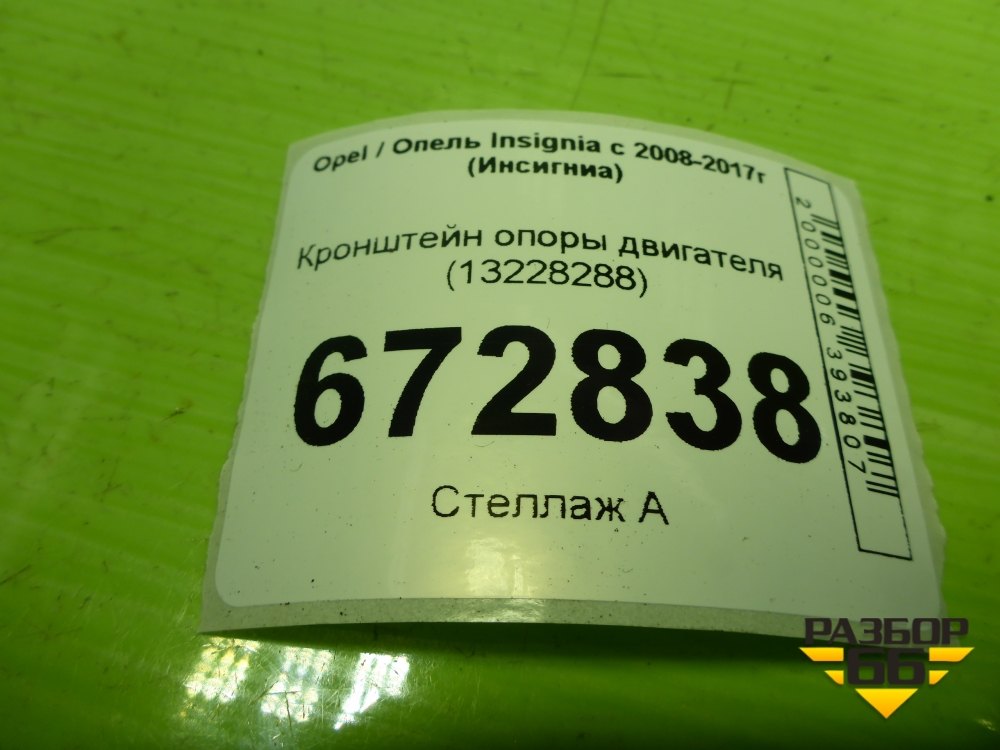 Opel / Опель Insignia с 2008-2017г
(Инсигниа)
Кронштейн опоры двигателя
(13228288)
672838
Стеллаж А
2000006393807
РАЗБОР
66